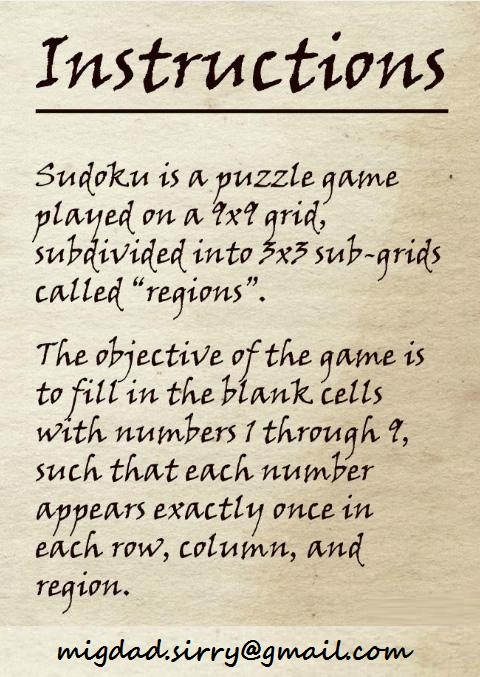 Instructions
Sudoku is a puzzle game
played on a 9x9 grid,
subdivided into 3x3 sub-grids
called “regions”.
The objective of the game is
to fill in the blank cells
with numbers 1 through 9,
such that each number
appears exactly once in
each row, column, and
region.
migdad.sirry@gmail.com